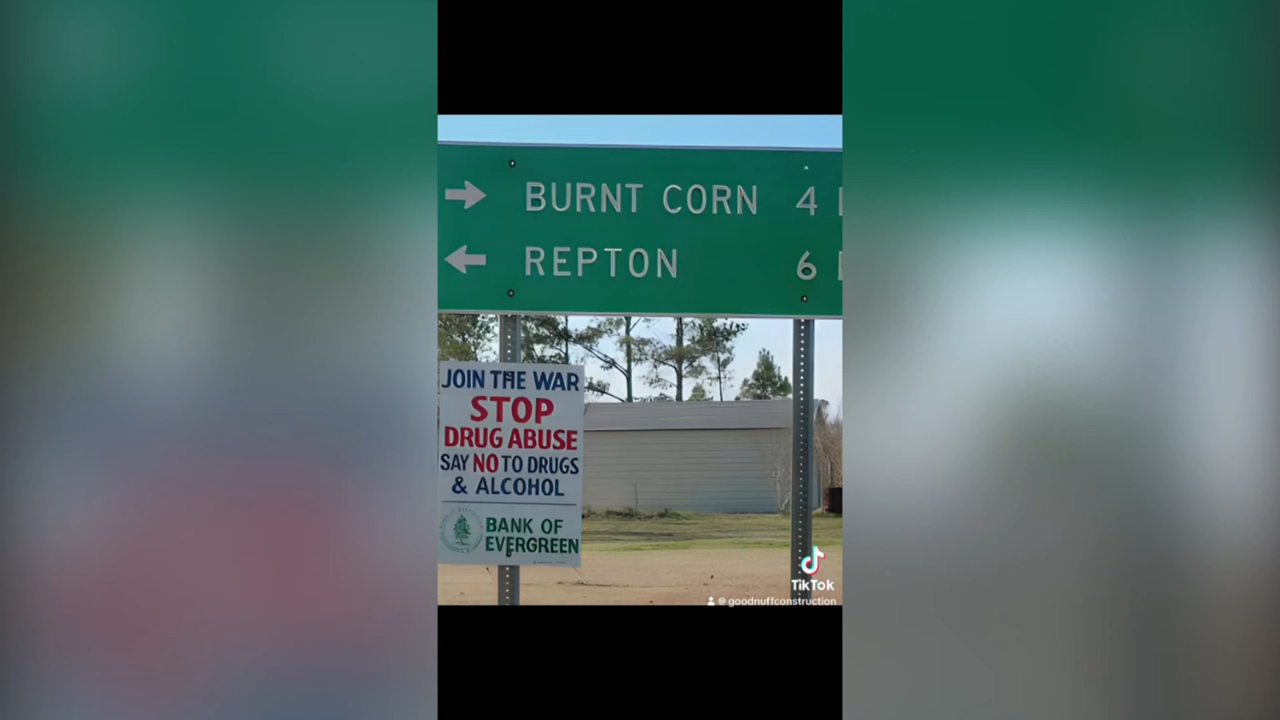 BURNT CORN 4
REPTON 6
JOIN THE WAR
STOP
DRUG ABUSE
SAY NO TO DRUGS
& ALCOHOL
BANK OF
EVERGREEN
TikTok
@goodnuffconstruction